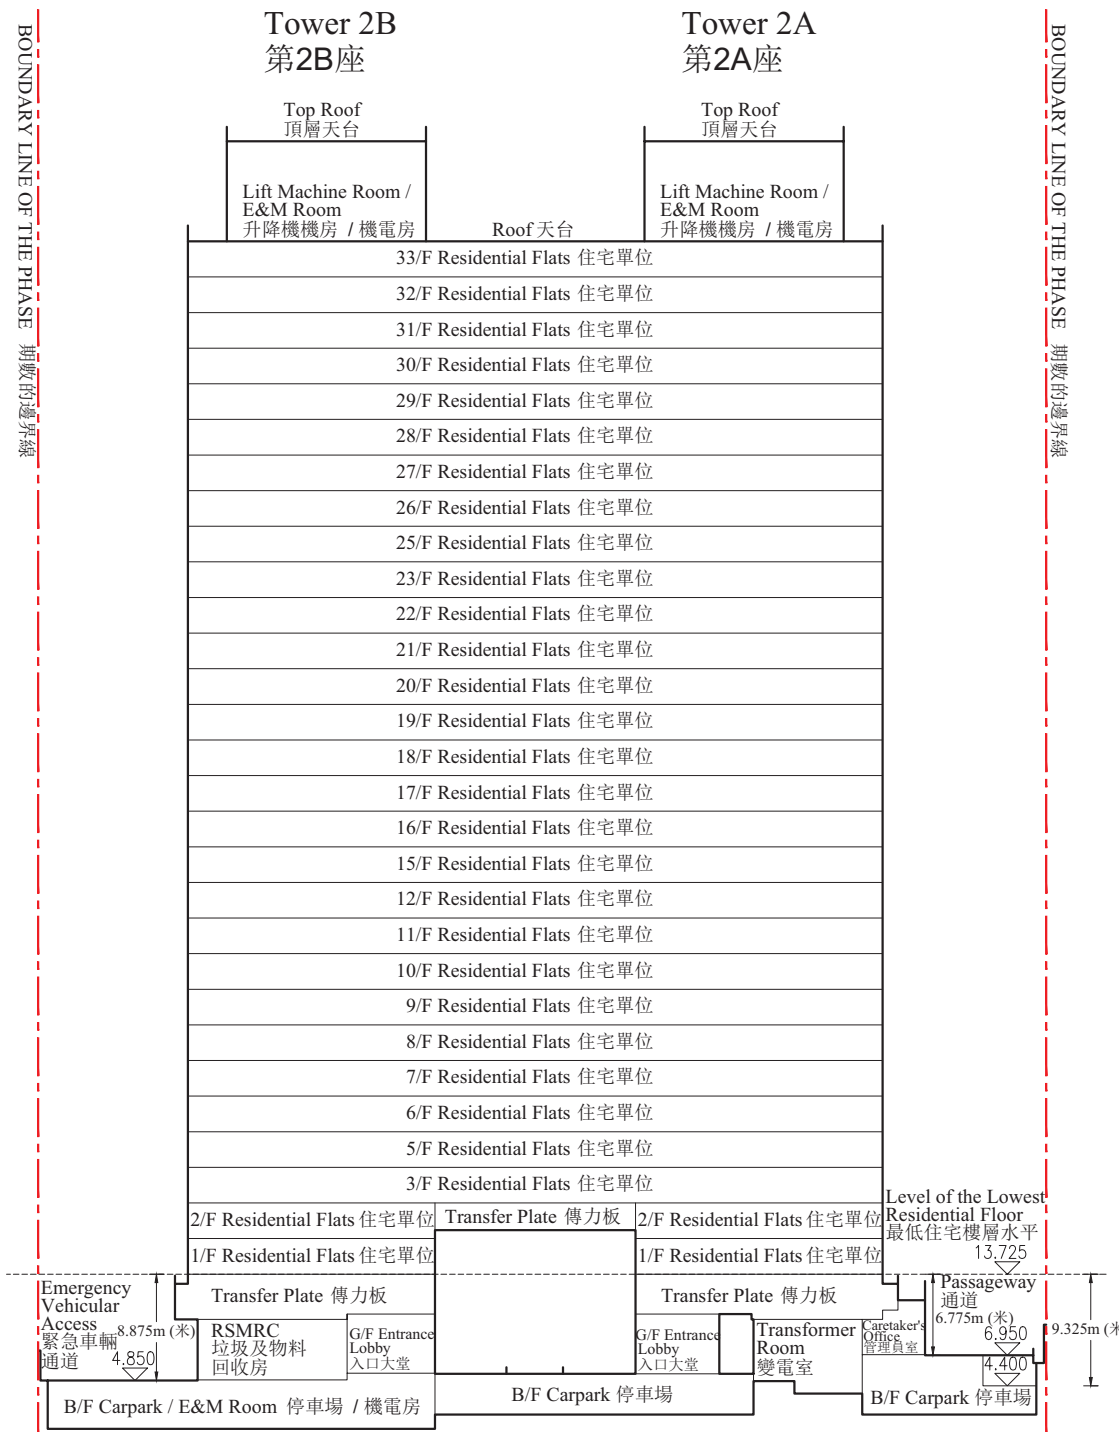 Tower 2B
第2B座
Tower 2A
第2A座
BOUNDARY LINE OF THE PHASE 期數的邊界線
BOUNDARY LINE OF THE PHASE 期數的邊界線
Top Roof
頂層天台
Top Roof
頂層天台
Lift Machine Room /
E&M Room
升降機機房 / 機電房
Roof 天台
Lift Machine Room /
E&M Room
升降機機房 / 機電房
33/F Residential Flats 住宅單位
32/F Residential Flats 住宅單位
31/F Residential Flats 住宅單位
30/F Residential Flats 住宅單位
29/F Residential Flats 住宅單位
28/F Residential Flats 住宅單位
27/F Residential Flats 住宅單位
26/F Residential Flats 住宅單位
25/F Residential Flats 住宅單位
23/F Residential Flats 住宅單位
22/F Residential Flats 住宅單位
21/F Residential Flats 住宅單位
20/F Residential Flats 住宅單位
19/F Residential Flats 住宅單位
18/F Residential Flats 住宅單位
17/F Residential Flats 住宅單位
16/F Residential Flats 住宅單位
15/F Residential Flats 住宅單位
12/F Residential Flats 住宅單位
11/F Residential Flats 住宅單位
10/F Residential Flats 住宅單位
9/F Residential Flats 住宅單位
8/F Residential Flats 住宅單位
7/F Residential Flats 住宅單位
6/F Residential Flats 住宅單位
5/F Residential Flats 住宅單位
3/F Residential Flats 住宅單位
2/F Residential Flats 住宅單位
Transfer Plate 傳力板
2/F Residential Flats 住宅單位
1/F Residential Flats 住宅單位
1/F Residential Flats 住宅單位
Level of the Lowest
Residential Floor
最低住宅樓層水平
13.725
Emergency
Vehicular
Access
緊急車輛
通道
8.875m (米)
4.850
Transfer Plate 傳力板
RSMRC
垃圾及物料
回收房
G/F Entrance
Lobby
入口大堂
Transfer Plate 傳力板
G/F Entrance
Lobby
入口大堂
Transformer
Room
變電室
Caretaker's
Office
管理員室
Passageway
通道
6.775m (米)
6.950
4.400
9.325m (米)
B/F Carpark / E&M Room 停車場 / 機電房
B/F Carpark 停車場
B/F Carpark 停車場